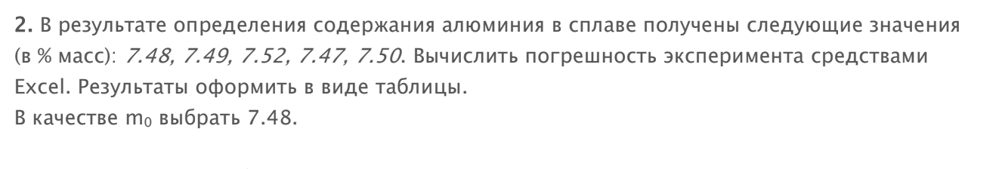 2. В результате определения содержания алюминия в сплаве получены следующие значения
(в % масс): 7.48, 7.49, 7.52, 7.47, 7.50. Вычислить погрешность эксперимента средствами
Excel. Результаты оформить в виде таблицы.
В качестве m₀ выбрать 7.48.